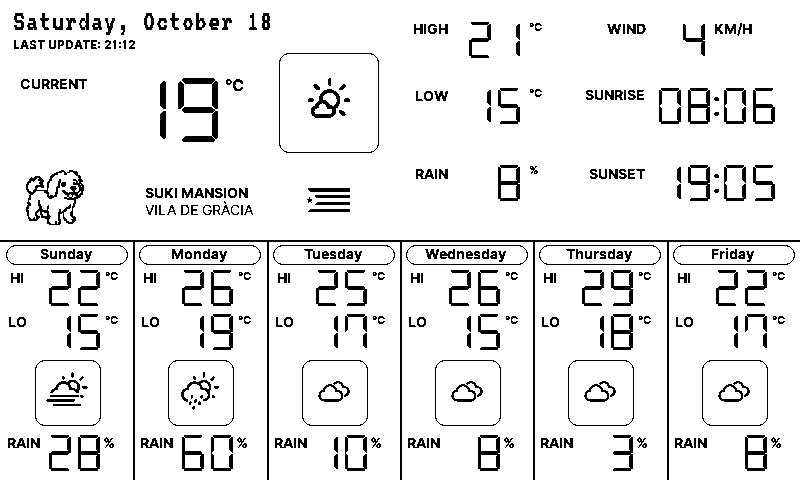 Saturday, October 18
LAST UPDATE: 21:12
CURRENT 19 °C
SUKI MANSION
VILA DE GRÀCIA
HIGH 21 °C
LOW 15 °C
RAIN 8 %
WIND 4 KM/H
SUNRISE 08:06
SUNSET 19:05
Sunday
HI 22 °C
LO 15 °C
RAIN 28 %
Monday
HI 26 °C
LO 19 °C
RAIN 60 %
Tuesday
HI 25 °C
LO 17 °C
RAIN 10 %
Wednesday
HI 26 °C
LO 15 °C
RAIN 8 %
Thursday
HI 29 °C
LO 18 °C
RAIN 3 %
Friday
HI 22 °C
LO 17 °C
RAIN 8 %